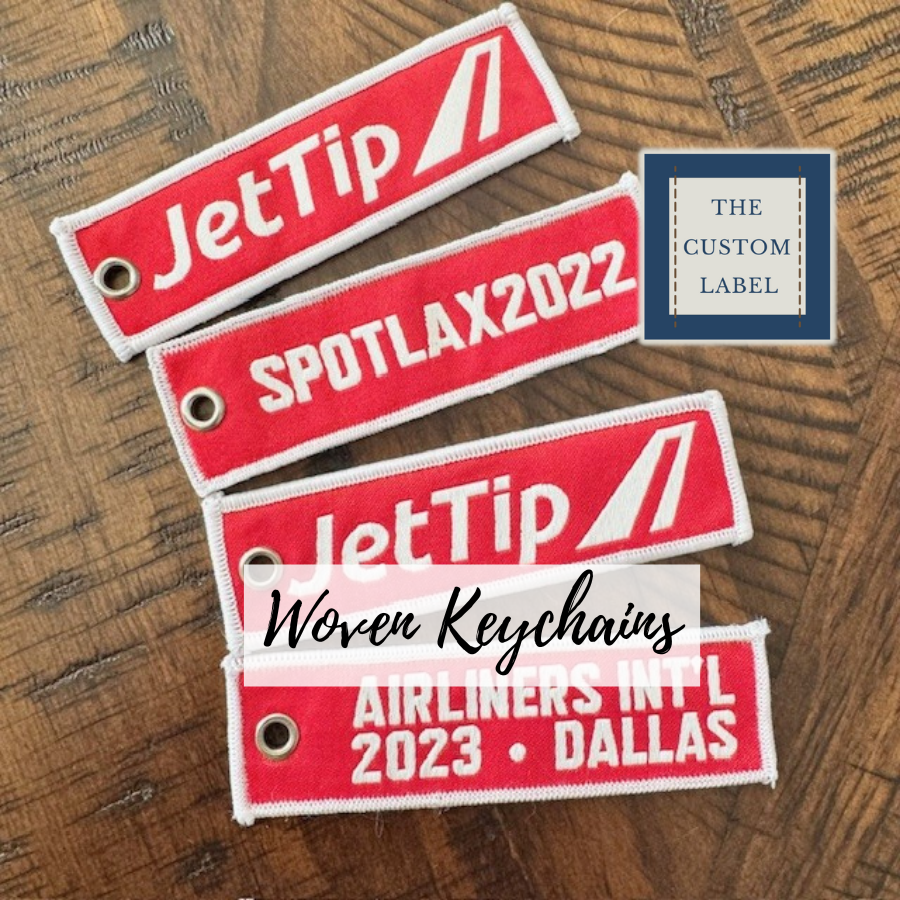 JetTip
SPOTLAX2022
THE
CUSTOM
LABEL
JetTip
Woven Keychains
AIRLINERS INT'L
2023 • DALLAS